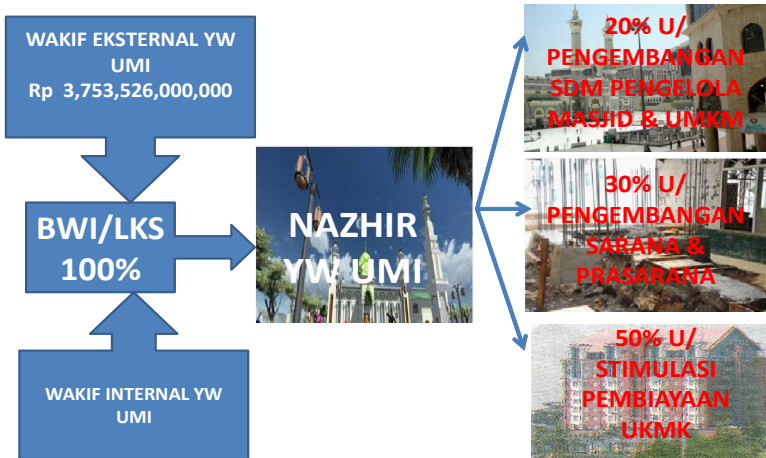 WAKIF EKSTERNAL YW
UMI
Rp 3,753,526,000,000
BWI/LKS
100%
WAKIF INTERNAL YW
UMI
NAZHIR
YW UMI
20% U/
PENGEMBANGAN
SDM PENGELOLA
MASJID & UMKM
30% U/
PENGEMBANGAN
SARANA &
PRASARANA
50% U/
STIMULASI
PEMBIAYAAN
UKMK